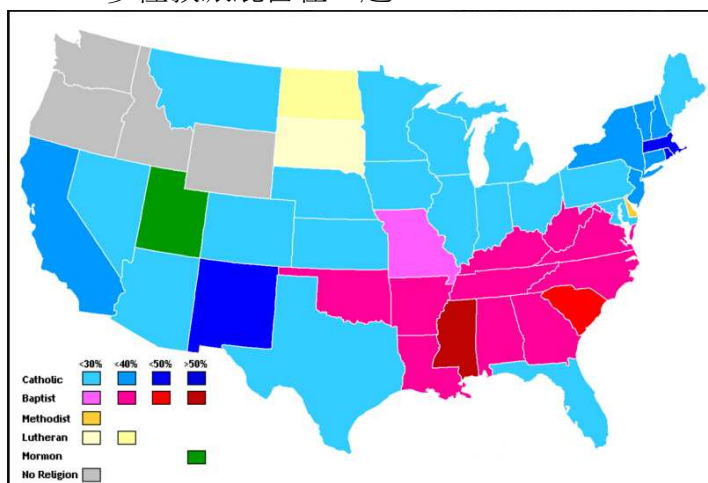 <30% <40% <50% >50%
Catholic
Baptist
Methodist
Lutheran
Mormon
No Religion